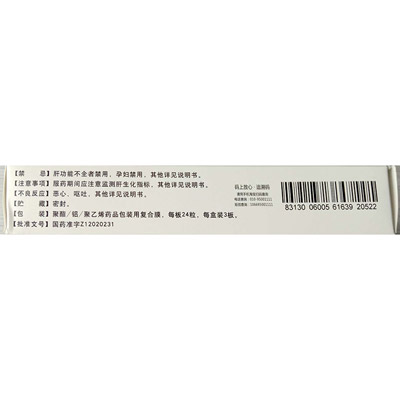 【禁 忌】肝功能不全者禁用，孕妇禁用，其他详见说明书。
【注意事项】服药期间应注意监测肝生化指标，其他详见说明书。
【不良反应】恶心、呕吐，其他详见说明书。
【贮 藏】密封。
【包 装】聚酯/铝/聚乙烯药品包装用复合膜，每板24粒，每盒装3板。
【批准文号】国药准字Z12020231
码上放心 追溯码
83130 06005 61639 20522